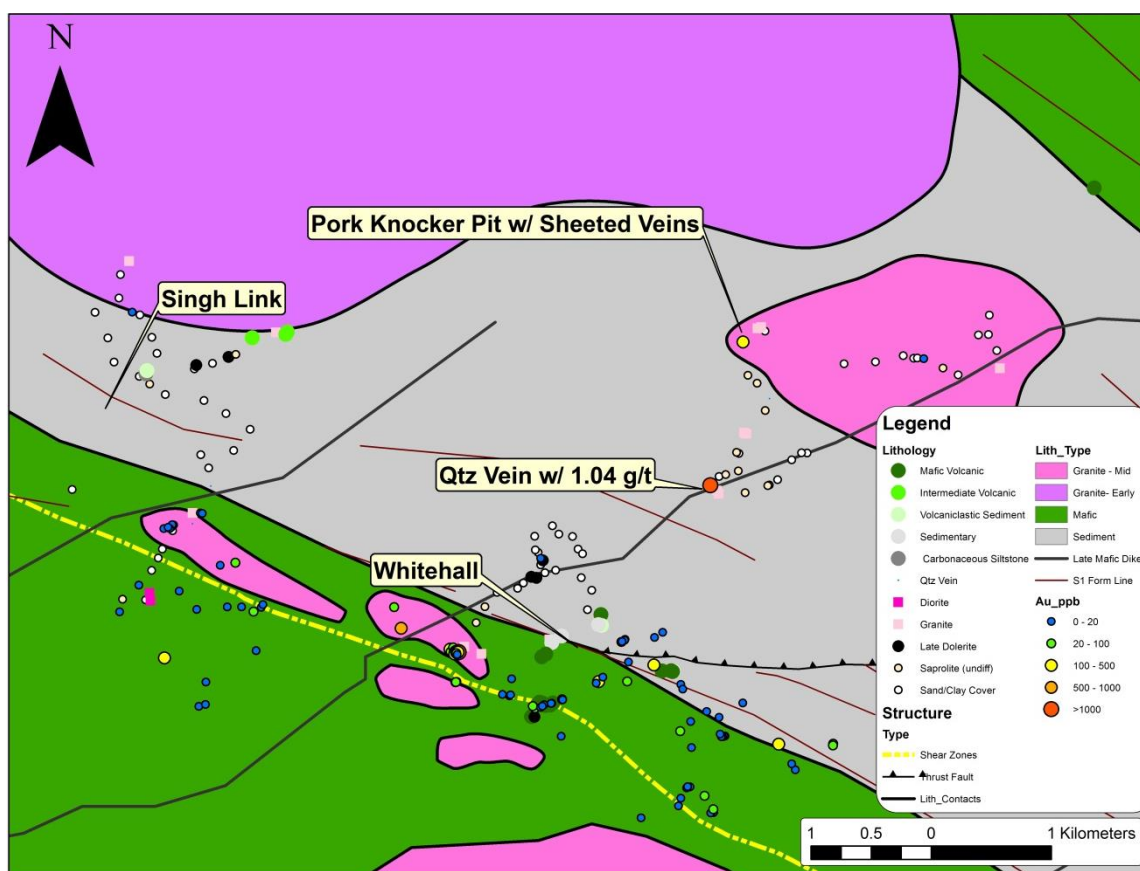 N
Pork Knocker Pit w/ Sheeted Veins
Singh Link
Qtz Vein w/ 1.04 g/t
Whitehall
Legend
Lithology
Mafic Volcanic
Intermediate Volcanic
Volcaniclastic Sediment
Sedimentary
Carbonaceous Siltstone
Qtz Vein
Diorite
Granite
Late Dolerite
Saprolite (undiff)
Sand/Clay Cover
Structure
Type
Shear Zones
Thrust Fault
Lith_Contacts
Lith_Type
Granite - Mid
Granite- Early
Mafic
Sediment
Late Mafic Dike
S1 Form Line
Au_ppb
0 - 20
20 - 100
100 - 500
500 - 1000
>1000
1 0.5 0 1 Kilometers